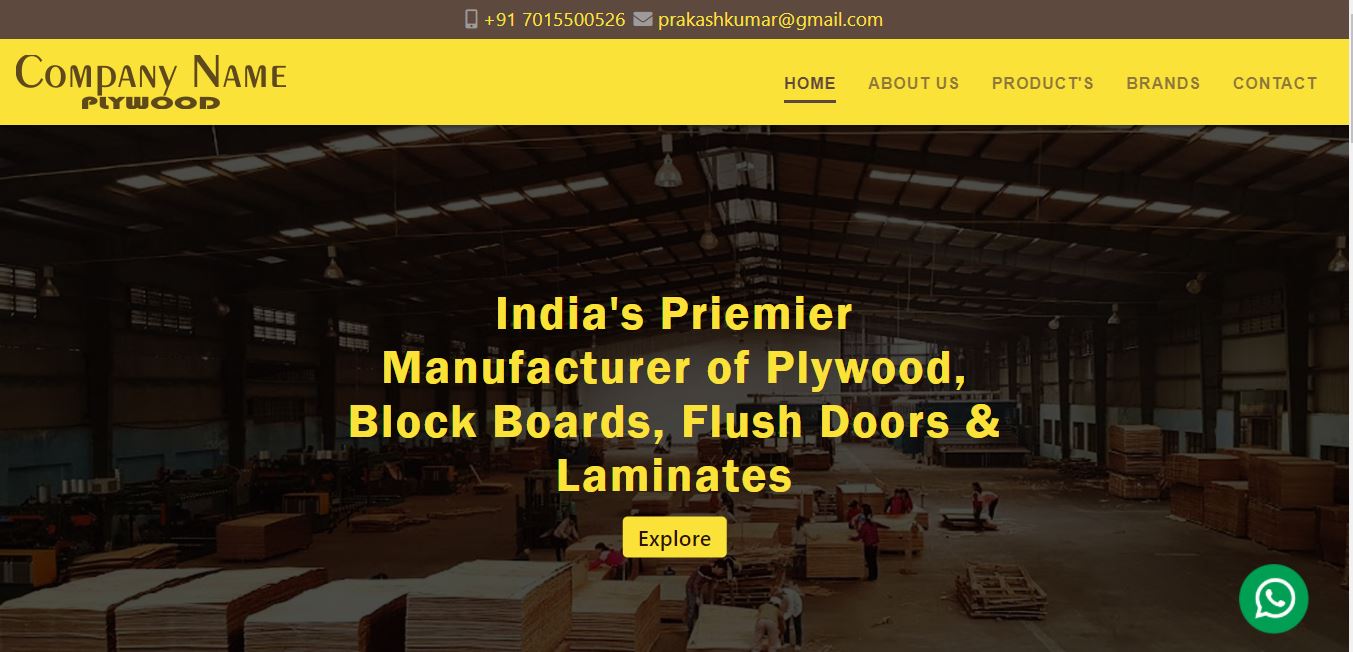 +91 7015500526 prakashkumar@gmail.com
Company Name
PLYWOOD
HOME ABOUT US PRODUCT'S BRANDS CONTACT
India's Priemier
Manufacturer of Plywood,
Block Boards, Flush Doors &
Laminates
Explore